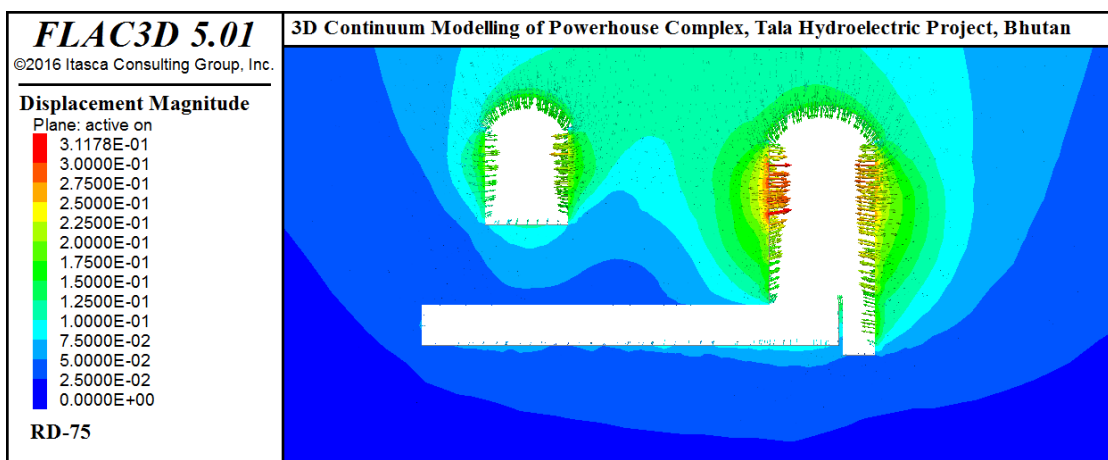 FLAC3D 5.01
©2016 Itasca Consulting Group, Inc.
Displacement Magnitude
Plane: active on
3.1178E-01
3.0000E-01
2.7500E-01
2.5000E-01
2.2500E-01
2.0000E-01
1.7500E-01
1.5000E-01
1.2500E-01
1.0000E-01
7.5000E-02
5.0000E-02
2.5000E-02
0.0000E+00
RD-75
3D Continuum Modelling of Powerhouse Complex, Tala Hydroelectric Project, Bhutan